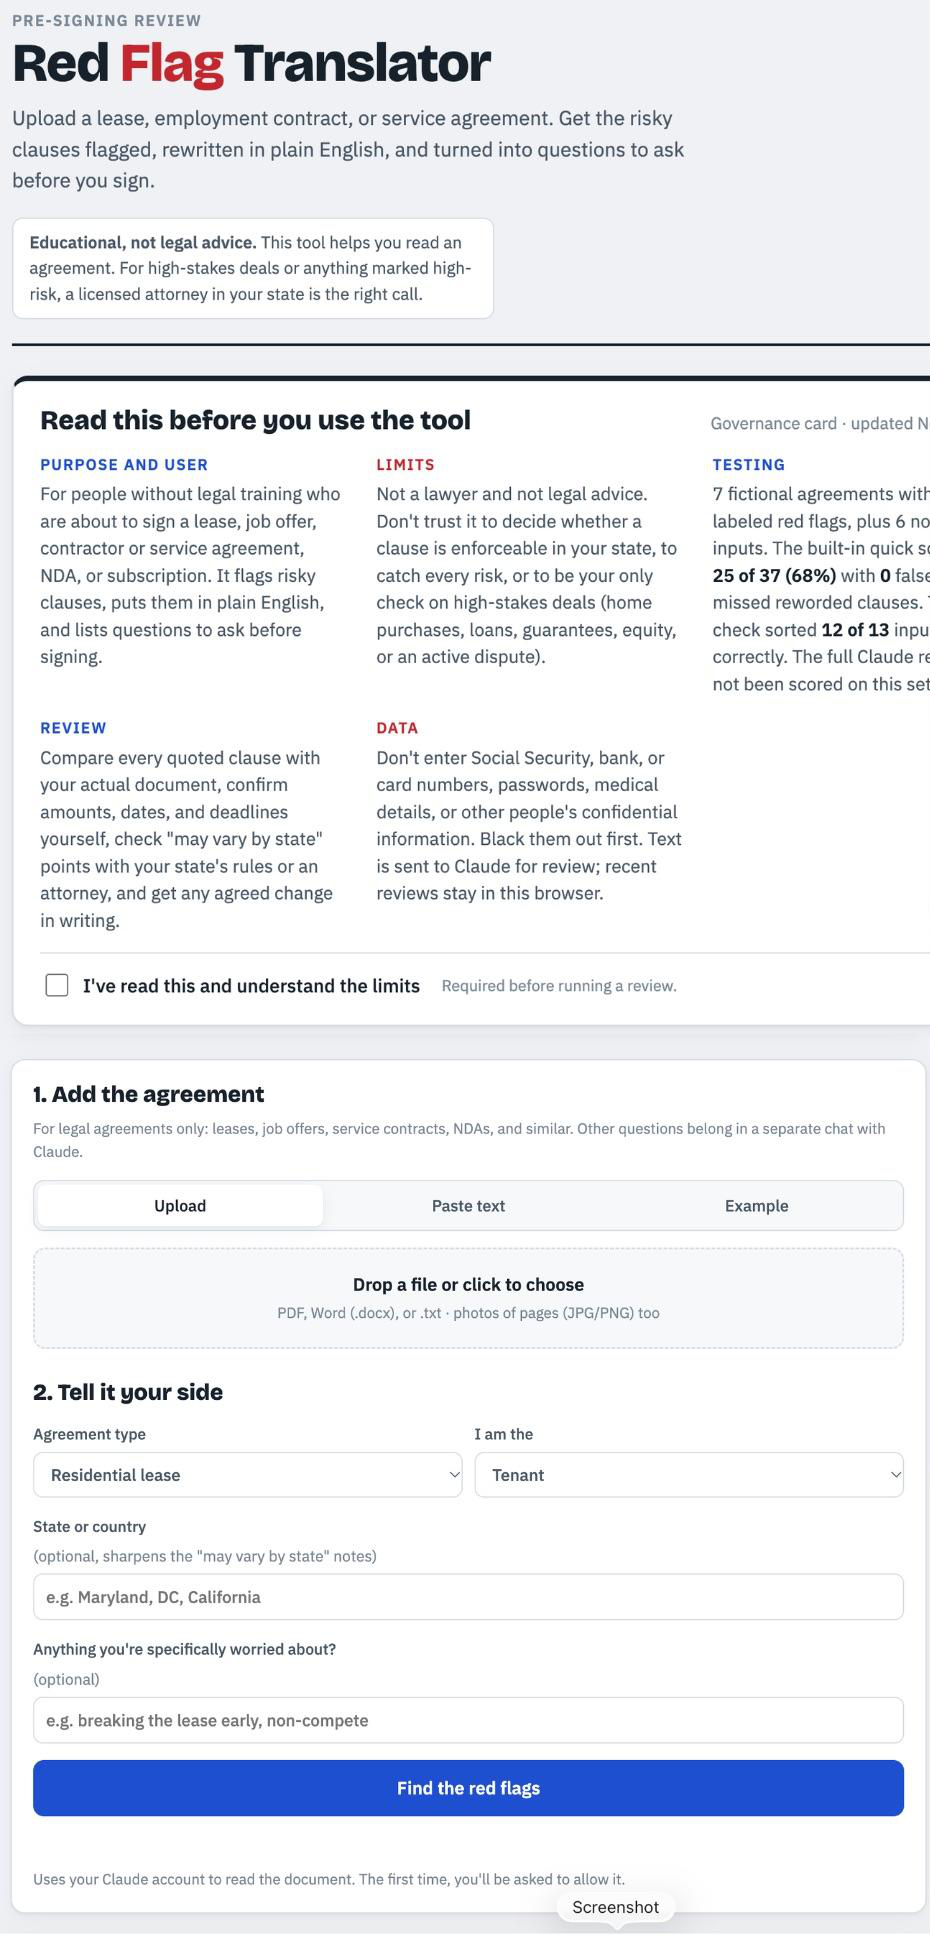 PRE-SIGNING REVIEW
Red Flag Translator
Upload a lease, employment contract, or service agreement. Get the risky
clauses flagged, rewritten in plain English, and turned into questions to ask
before you sign.
Educational, not legal advice. This tool helps you read an
agreement. For high-stakes deals or anything marked high-
risk, a licensed attorney in your state is the right call.
Read this before you use the tool
Governance card · updated
PURPOSE AND USER
For people without legal training who
are about to sign a lease, job offer,
contractor or service agreement,
NDA, or subscription. It flags risky
clauses, puts them in plain English,
and lists questions to ask before
signing.
LIMITS
Not a lawyer and not legal advice.
Don't trust it to decide whether a
clause is enforceable in your state, to
catch every risk, or to be your only
check on high-stakes deals (home
purchases, loans, guarantees, equity,
or an active dispute).
TESTING
7 fictional agreements with
labeled red flags, plus 6
inputs. The built-in quick
25 of 37 (68%) with 0
missed reworded clauses.
check sorted 12 of 13
correctly. The full Claude
not been scored on this set
REVIEW
Compare every quoted clause with
your actual document, confirm
amounts, dates, and deadlines
yourself, check "may vary by state"
points with your state's rules or an
attorney, and get any agreed change
in writing.
DATA
Don't enter Social Security, bank, or
card numbers, passwords, medical
details, or other people's confidential
information. Black them out first. Text
is sent to Claude for review; recent
reviews stay in this browser.
I've read this and understand the limits
Required before running a review.
1. Add the agreement
For legal agreements only: leases, job offers, service contracts, NDAs, and similar. Other questions belong in a separate chat with
Claude.
Upload
Paste text
Example
Drop a file or click to choose
PDF, Word (.docx), or .txt · photos of pages (JPG/PNG) too
2. Tell it your side
Agreement type
I am the
Residential lease
Tenant
State or country
(optional, sharpens the "may vary by state" notes)
e.g. Maryland, DC, California
Anything you're specifically worried about?
(optional)
e.g. breaking the lease early, non-compete
Find the red flags
Uses your Claude account to read the document. The first time, you'll be asked to allow it.
Screenshot